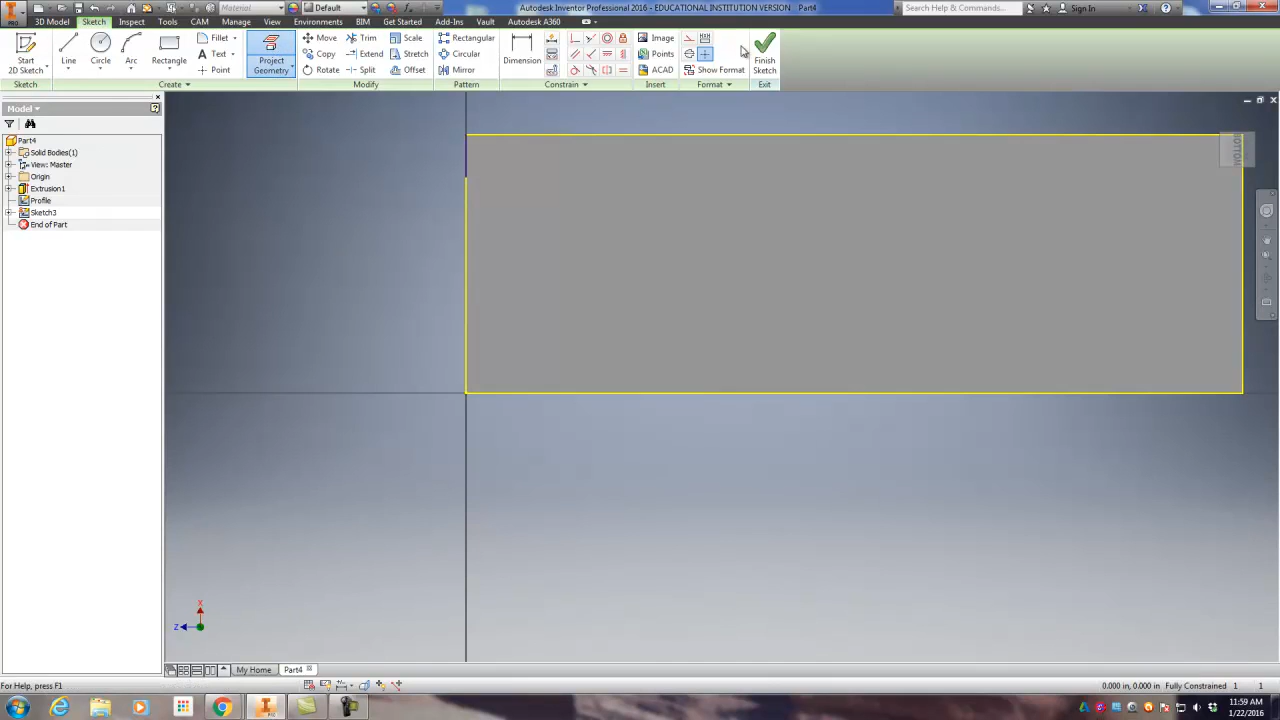 PRO
Material
Default
Autodesk Inventor Professional 2016 - EDUCATIONAL INSTITUTION VERSION Part4
Search Help & Commands...
Sign In
3D Model Sketch Inspect Tools CAM Manage View Environments BIM Get Started Add-Ins Vault Autodesk A360
Start
2D Sketch
Line
Circle
Arc
Rectangle
Fillet
Text
Point
Project
Geometry
Move
Copy
Rotate
Trim
Extend
Split
Scale
Stretch
Offset
Rectangular
Circular
Mirror
Dimension
Image
Points
ACAD
Show Format
Finish
Sketch
Sketch Create Modify Pattern Constrain Insert Format Exit
Model
Part4
Solid Bodies(1)
View: Master
Origin
Extrusion1
Profile
Sketch3
End of Part
BOTTOM
X
Z
My Home Part4
For Help, press F1
0.000 in, 0.000 in Fully Constrained 1 1
11:59 AM
1/22/2016